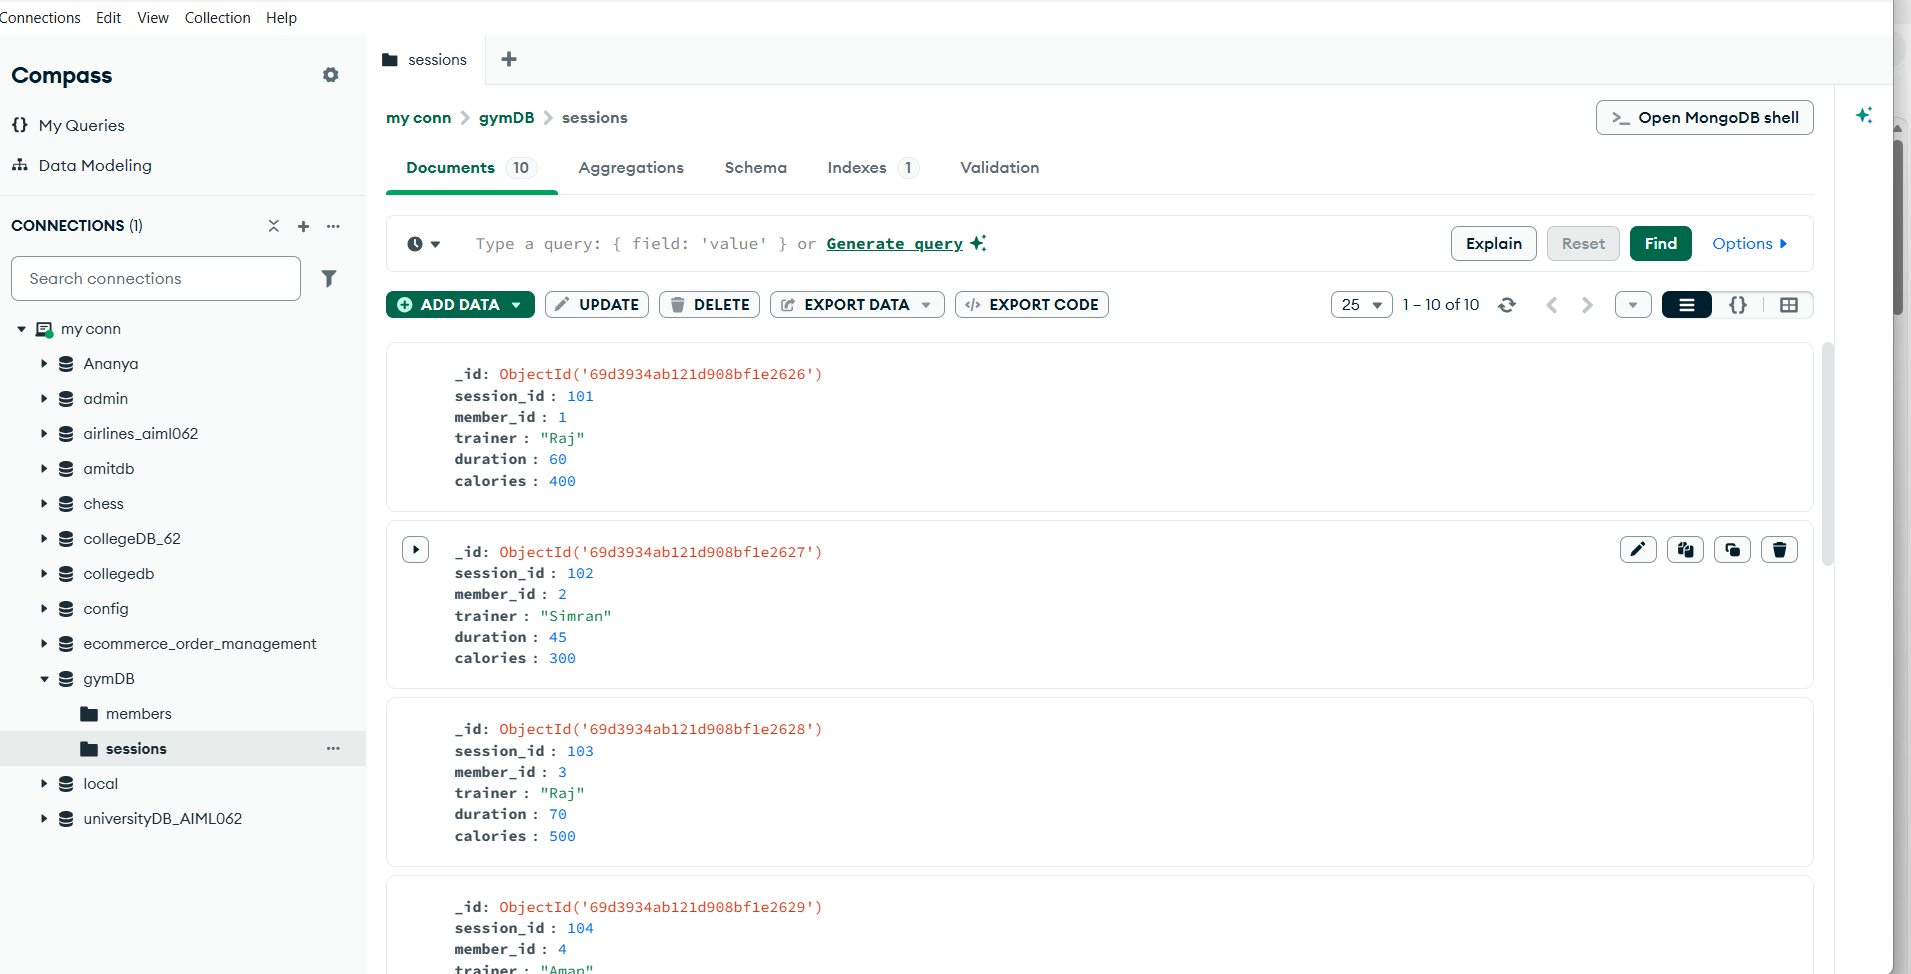 Connections Edit View Collection Help
Compass
My Queries
Data Modeling
CONNECTIONS (1)
Search connections
my conn
Ananya
admin
airlines_aiml062
amitdb
chess
collegeDB_62
collegedb
config
ecommerce_order_management
gymDB
members
sessions
local
universityDB_AIML062
sessions
my conn > gymDB > sessions
>_ Open MongoDB shell
Documents 10 Aggregations Schema Indexes 1 Validation
Type a query: { field: 'value' } or Generate query
Explain Reset Find Options
ADD DATA UPDATE DELETE EXPORT DATA EXPORT CODE
25 1 – 10 of 10
_id: ObjectId('69d3934ab121d908bf1e2626')
session_id : 101
member_id : 1
trainer : "Raj"
duration : 60
calories : 400
_id: ObjectId('69d3934ab121d908bf1e2627')
session_id : 102
member_id : 2
trainer : "Simran"
duration : 45
calories : 300
_id: ObjectId('69d3934ab121d908bf1e2628')
session_id : 103
member_id : 3
trainer : "Raj"
duration : 70
calories : 500
_id: ObjectId('69d3934ab121d908bf1e2629')
session_id : 104
member_id : 4
trainer : "Aman"